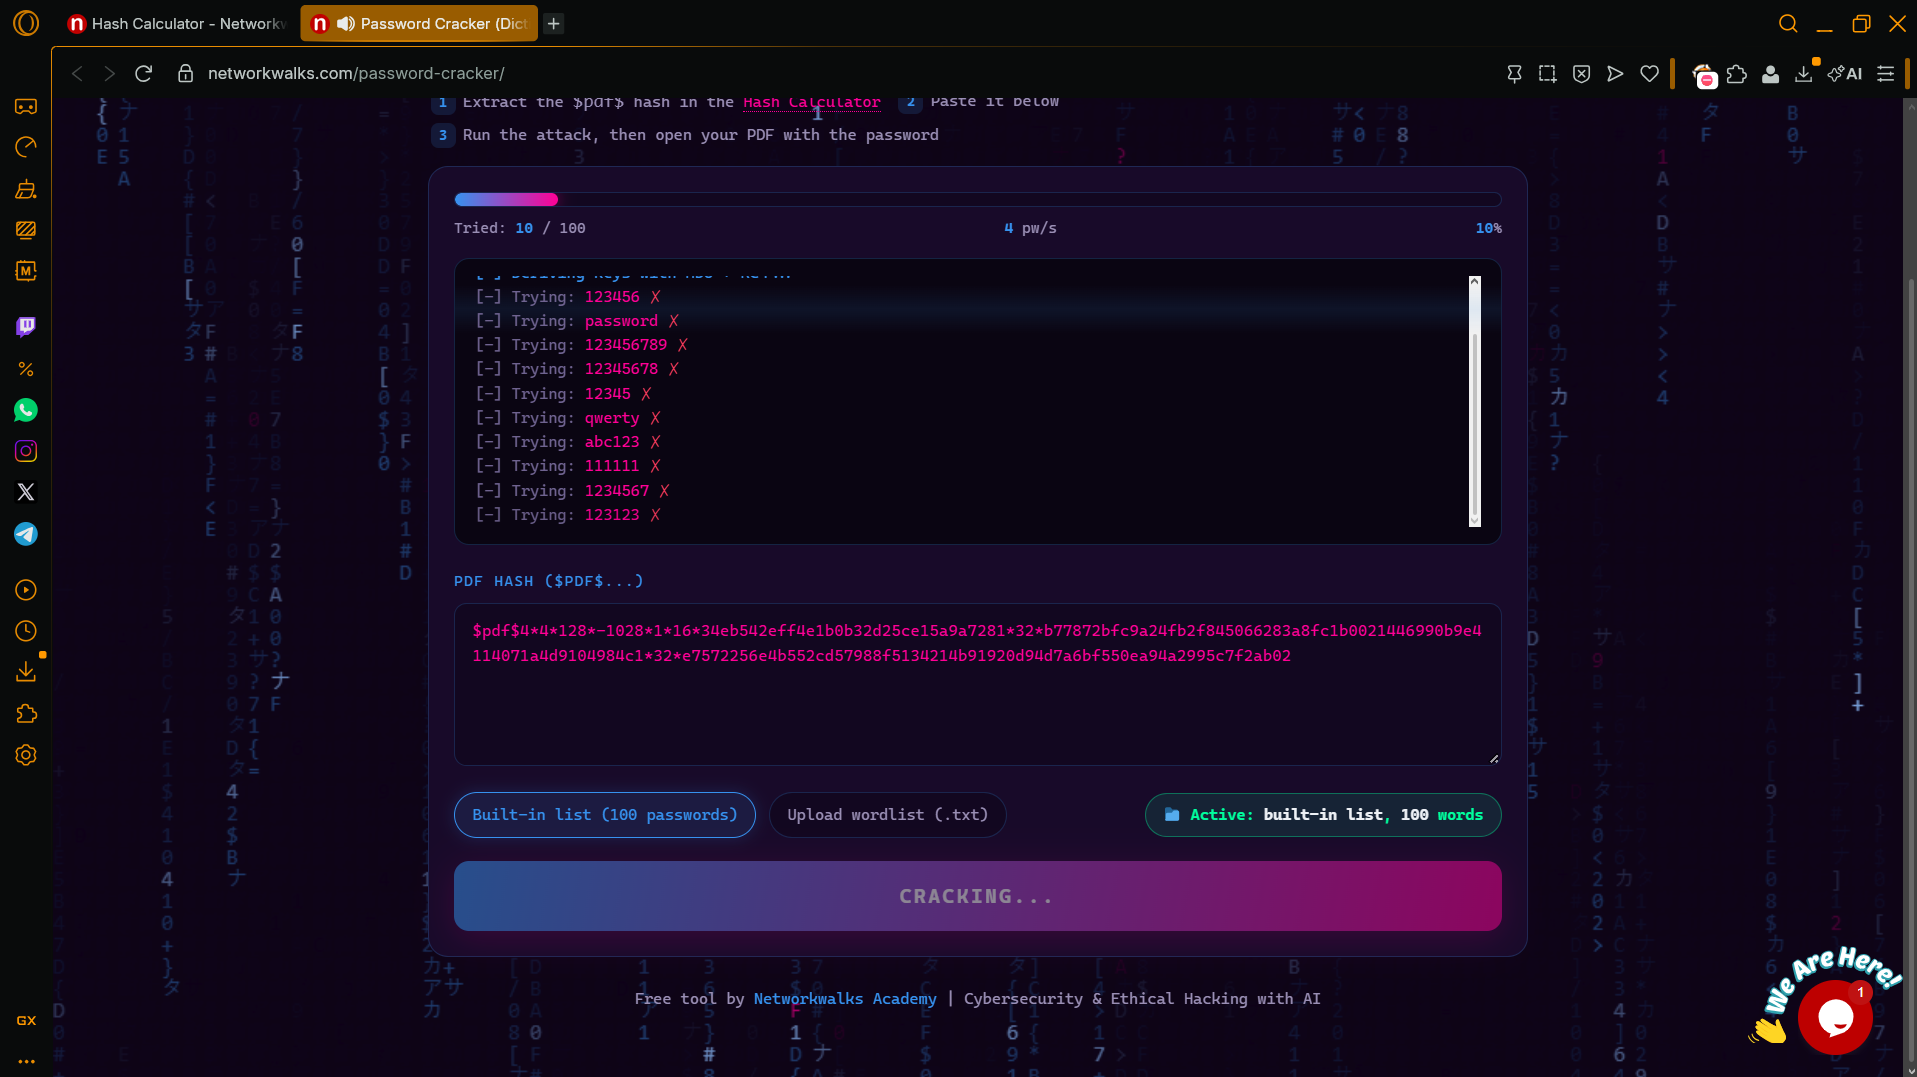 Hash Calculator - Networkw
Password Cracker (Dict
networkwalks.com/password-cracker/
AI
1 Extract the $pdf$ hash in the Hash Calculator 2 Paste it below
3 Run the attack, then open your PDF with the password
Tried: 10 / 100 4 pw/s 10%
[-] Trying: 123456 ✗
[-] Trying: password ✗
[-] Trying: 123456789 ✗
[-] Trying: 12345678 ✗
[-] Trying: 12345 ✗
[-] Trying: qwerty ✗
[-] Trying: abc123 ✗
[-] Trying: 111111 ✗
[-] Trying: 1234567 ✗
[-] Trying: 123123 ✗
PDF HASH ($PDF$...)
$pdf$4*4*128*-1028*1*16*34eb542eff4e1b0b32d25ce15a9a7281*32*b77872bfc9a24fb2f845066283a8fc1b0021446990b9e4
114071a4d9104984c1*32*e7572256e4b552cd57988f5134214b91920d94d7a6bf550ea94a2995c7f2ab02
Built-in list (100 passwords) Upload wordlist (.txt) Active: built-in list, 100 words
CRACKING...
Free tool by Networkwalks Academy | Cybersecurity & Ethical Hacking with AI
We Are Here!
1
GX